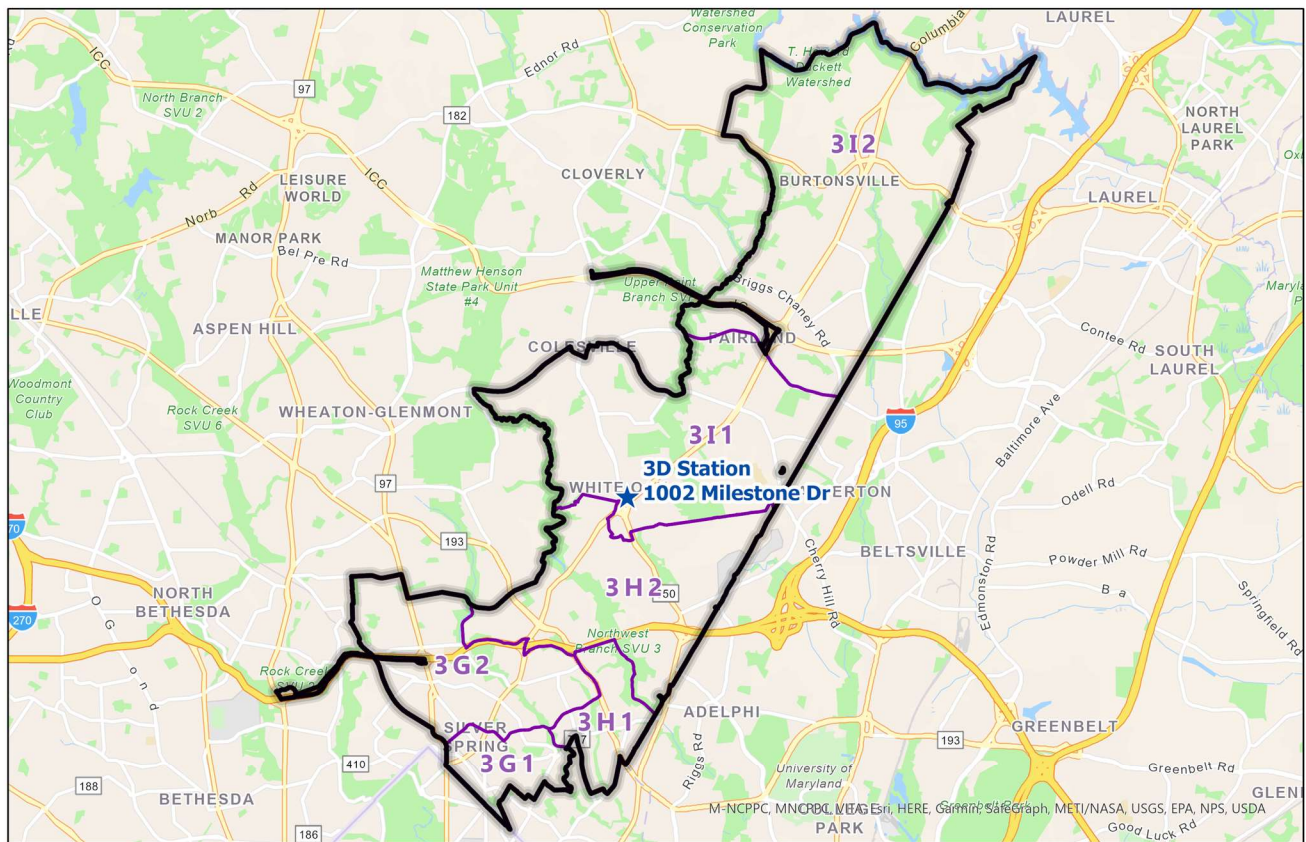 Watershed
Conservation
Park
LAUREL
ICC
Ednor Rd
T. Howard
Duckett
Watershed
Columbia
North Branch
SVU 2
97
182
NORTH
LAUREL
PARK
3I2
CLOVERLY
BURTONSVILLE
LEISURE
WORLD
ICC
LAUREL
Norb
Rd
MANOR PARK
Bel Pre Rd
Matthew Henson
State Park Unit
#4
Briggs Chaney Rd
ASPEN HILL
COLESVILLE
FAIRLAND
Contee Rd
SOUTH
LAUREL
Woodmont
Country
Club
Rock Creek
SVU 6
WHEATON-GLENMONT
95
Baltimore Ave
3I1
3D Station
1002 Milestone Dr
WHITE O
97
ERTON
Odell Rd
193
BELTSVILLE
Powder Mill Rd
Cherry Hill Rd
Edmonston Rd
Springfield Rd
3H2
NORTH
BETHESDA
270
Northwest
Branch SVU 3
Rock Creek
3G2
3H1
ADELPHI
SILVER
SPRING
3G1
Riggs Rd
GREENBELT
193
410
University of
Maryland
Greenbelt Rd
188
BETHESDA
186
M-NCPPC, MNCPPC, VITA, Esri, HERE, Garmin, SafeGraph, METI/NASA, USGS, EPA, NPS, USDA
PARK
Good Luck Rd